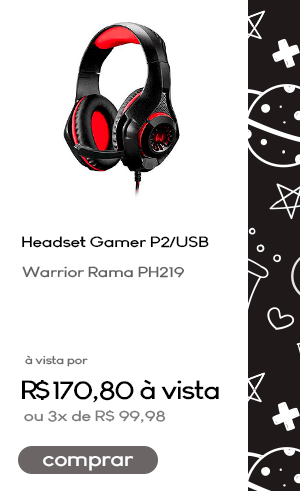 Headset Gamer P2/USB
Warrior Rama PH219
à vista por
R$170,80 à vista
ou 3x de R$ 99,98
comprar